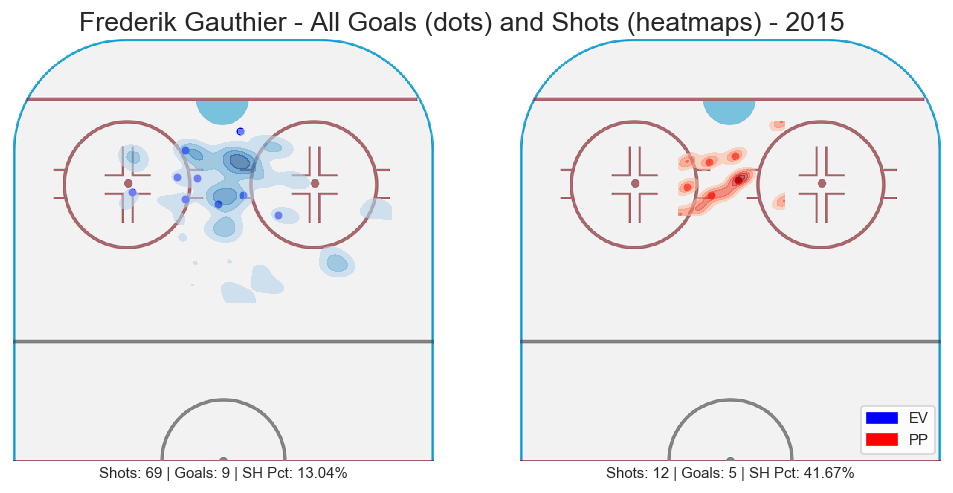 Frederik Gauthier - All Goals (dots) and Shots (heatmaps) - 2015
EV
PP
Shots: 69 | Goals: 9 | SH Pct: 13.04%
Shots: 12 | Goals: 5 | SH Pct: 41.67%